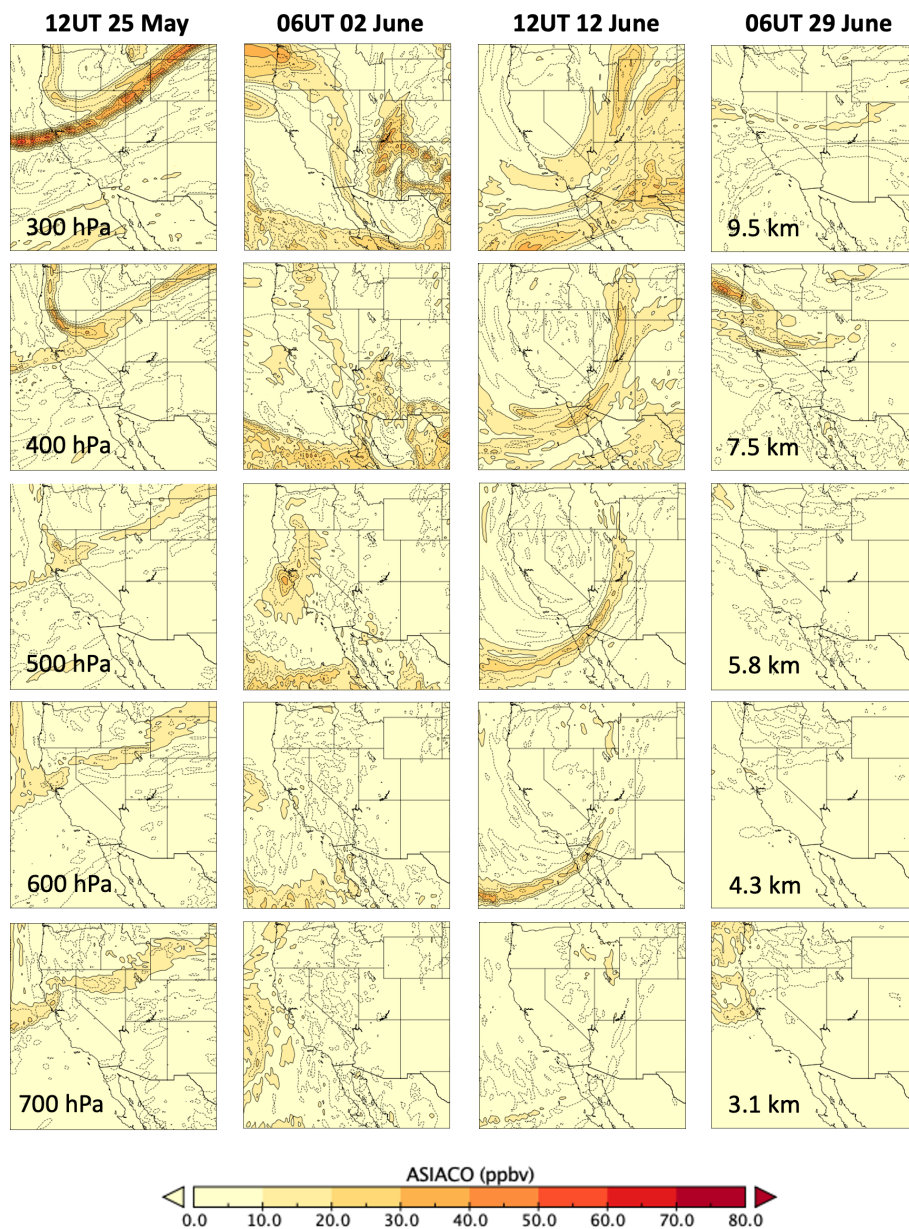 12UT 25 May 06UT 02 June 12UT 12 June 06UT 29 June
300 hPa 9.5 km
400 hPa 7.5 km
500 hPa 5.8 km
600 hPa 4.3 km
700 hPa 3.1 km
ASIACO (ppbv)
0.0 10.0 20.0 30.0 40.0 50.0 60.0 70.0 80.0